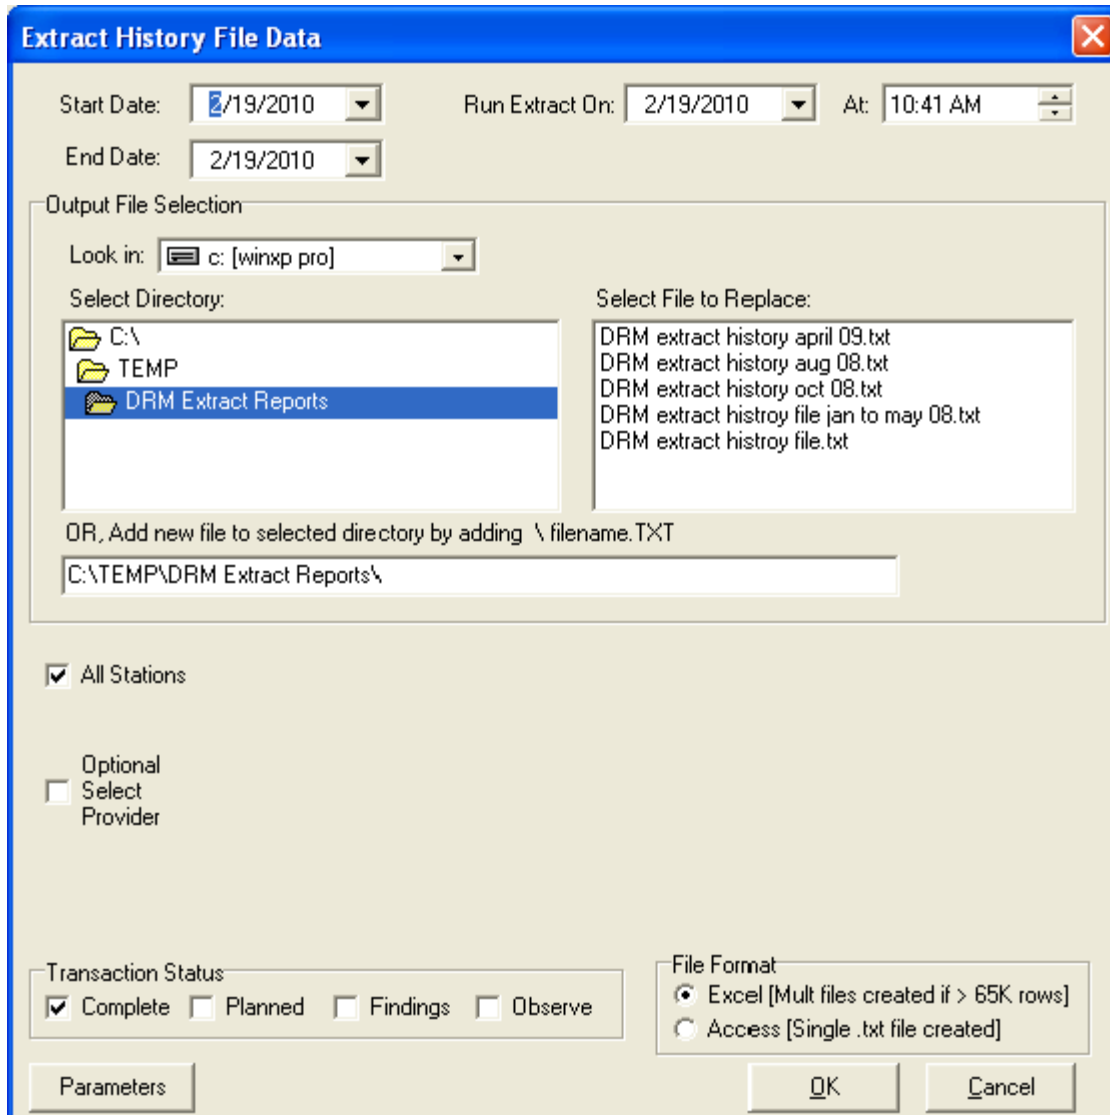 Extract History File Data
Start Date: 2/19/2010 Run Extract On: 2/19/2010 At: 10:41 AM
End Date: 2/19/2010
Output File Selection
Look in: c: [winxp pro]
Select Directory: Select File to Replace:
C:\
TEMP
DRM Extract Reports
DRM extract history april 09.txt
DRM extract history aug 08.txt
DRM extract history oct 08.txt
DRM extract histroy file jan to may 08.txt
DRM extract histroy file.txt
OR, Add new file to selected directory by adding \ filename.TXT
C:\TEMP\DRM Extract Reports\
All Stations
Optional
Select
Provider
Transaction Status
Complete Planned Findings Observe
File Format
Excel [Mult files created if > 65K rows]
Access [Single .txt file created]
Parameters OK Cancel